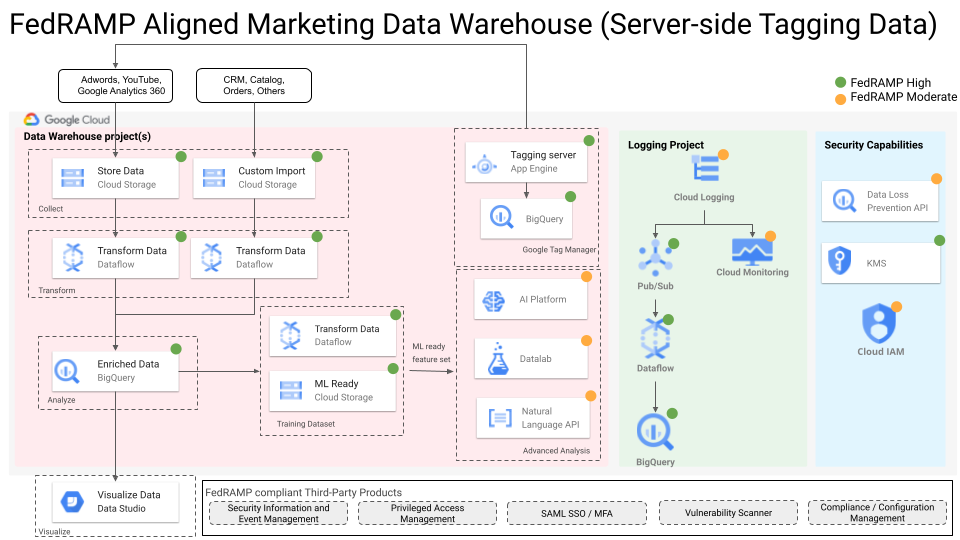 FedRAMP Aligned Marketing Data Warehouse (Server-side Tagging Data)
Adwords, YouTube,
Google Analytics 360
CRM, Catalog,
Orders, Others
FedRAMP High
FedRAMP Moderate
Google Cloud
Data Warehouse project(s)
Store Data
Cloud Storage
Custom Import
Cloud Storage
Collect
Transform Data
Dataflow
Transform Data
Dataflow
Transform
Enriched Data
BigQuery
Analyze
Transform Data
Dataflow
ML Ready
Cloud Storage
Training Dataset
ML ready
feature set
Tagging server
App Engine
BigQuery
Google Tag Manager
AI Platform
Datalab
Natural
Language API
Advanced Analysis
Logging Project
Cloud Logging
Pub/Sub
Cloud Monitoring
Dataflow
BigQuery
Security Capabilities
Data Loss
Prevention API
KMS
Cloud IAM
Visualize Data
Data Studio
Visualize
FedRAMP compliant Third-Party Products
Security Information and
Event Management
Privileged Access
Management
SAML SSO / MFA
Vulnerability Scanner
Compliance / Configuration
Management